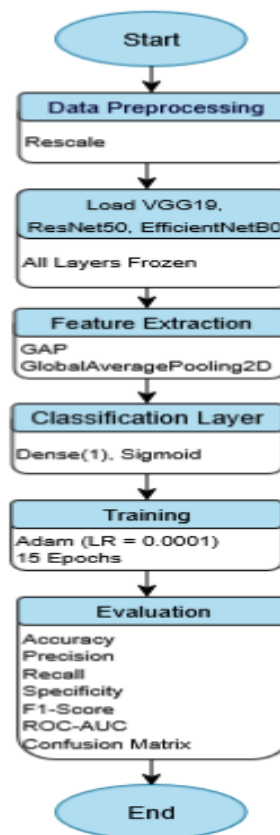 Start
Data Preprocessing
Rescale
Load VGG19,
ResNet50, EfficientNetB0
All Layers Frozen
Feature Extraction
GAP
GlobalAveragePooling2D
Classification Layer
Dense(1), Sigmoid
Training
Adam (LR = 0.0001)
15 Epochs
Evaluation
Accuracy
Precision
Recall
Specificity
F1-Score
ROC-AUC
Confusion Matrix
End